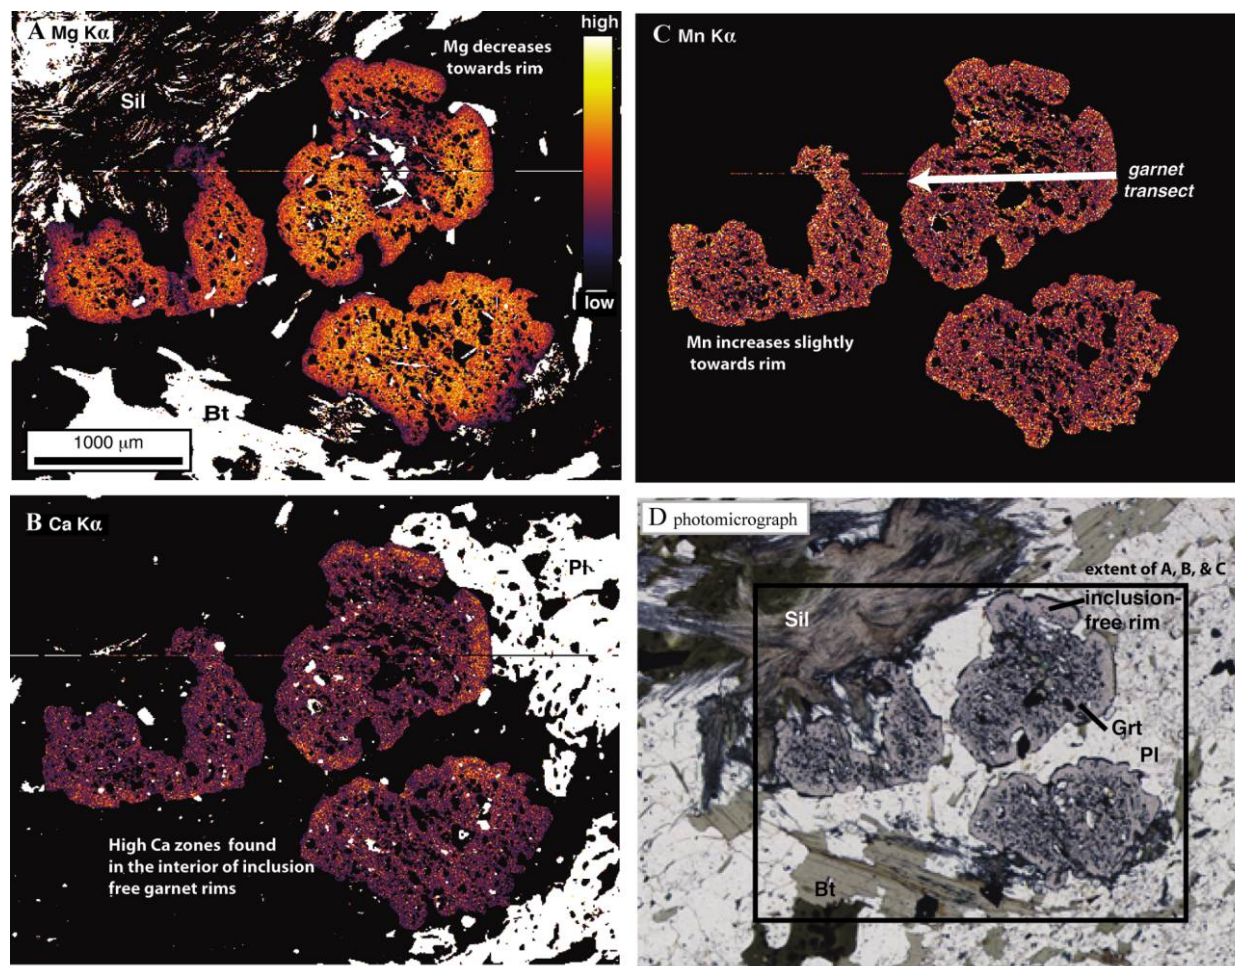 A Mg Kα
high
Mg decreases
towards rim
Sil
low
Bt
1000 μm
C Mn Kα
garnet
transect
Mn increases slightly
towards rim
B Ca Kα
Pl
High Ca zones found
in the interior of inclusion
free garnet rims
D photomicrograph
extent of A, B, & C
inclusion-
free rim
Sil
Grt
Pl
Bt